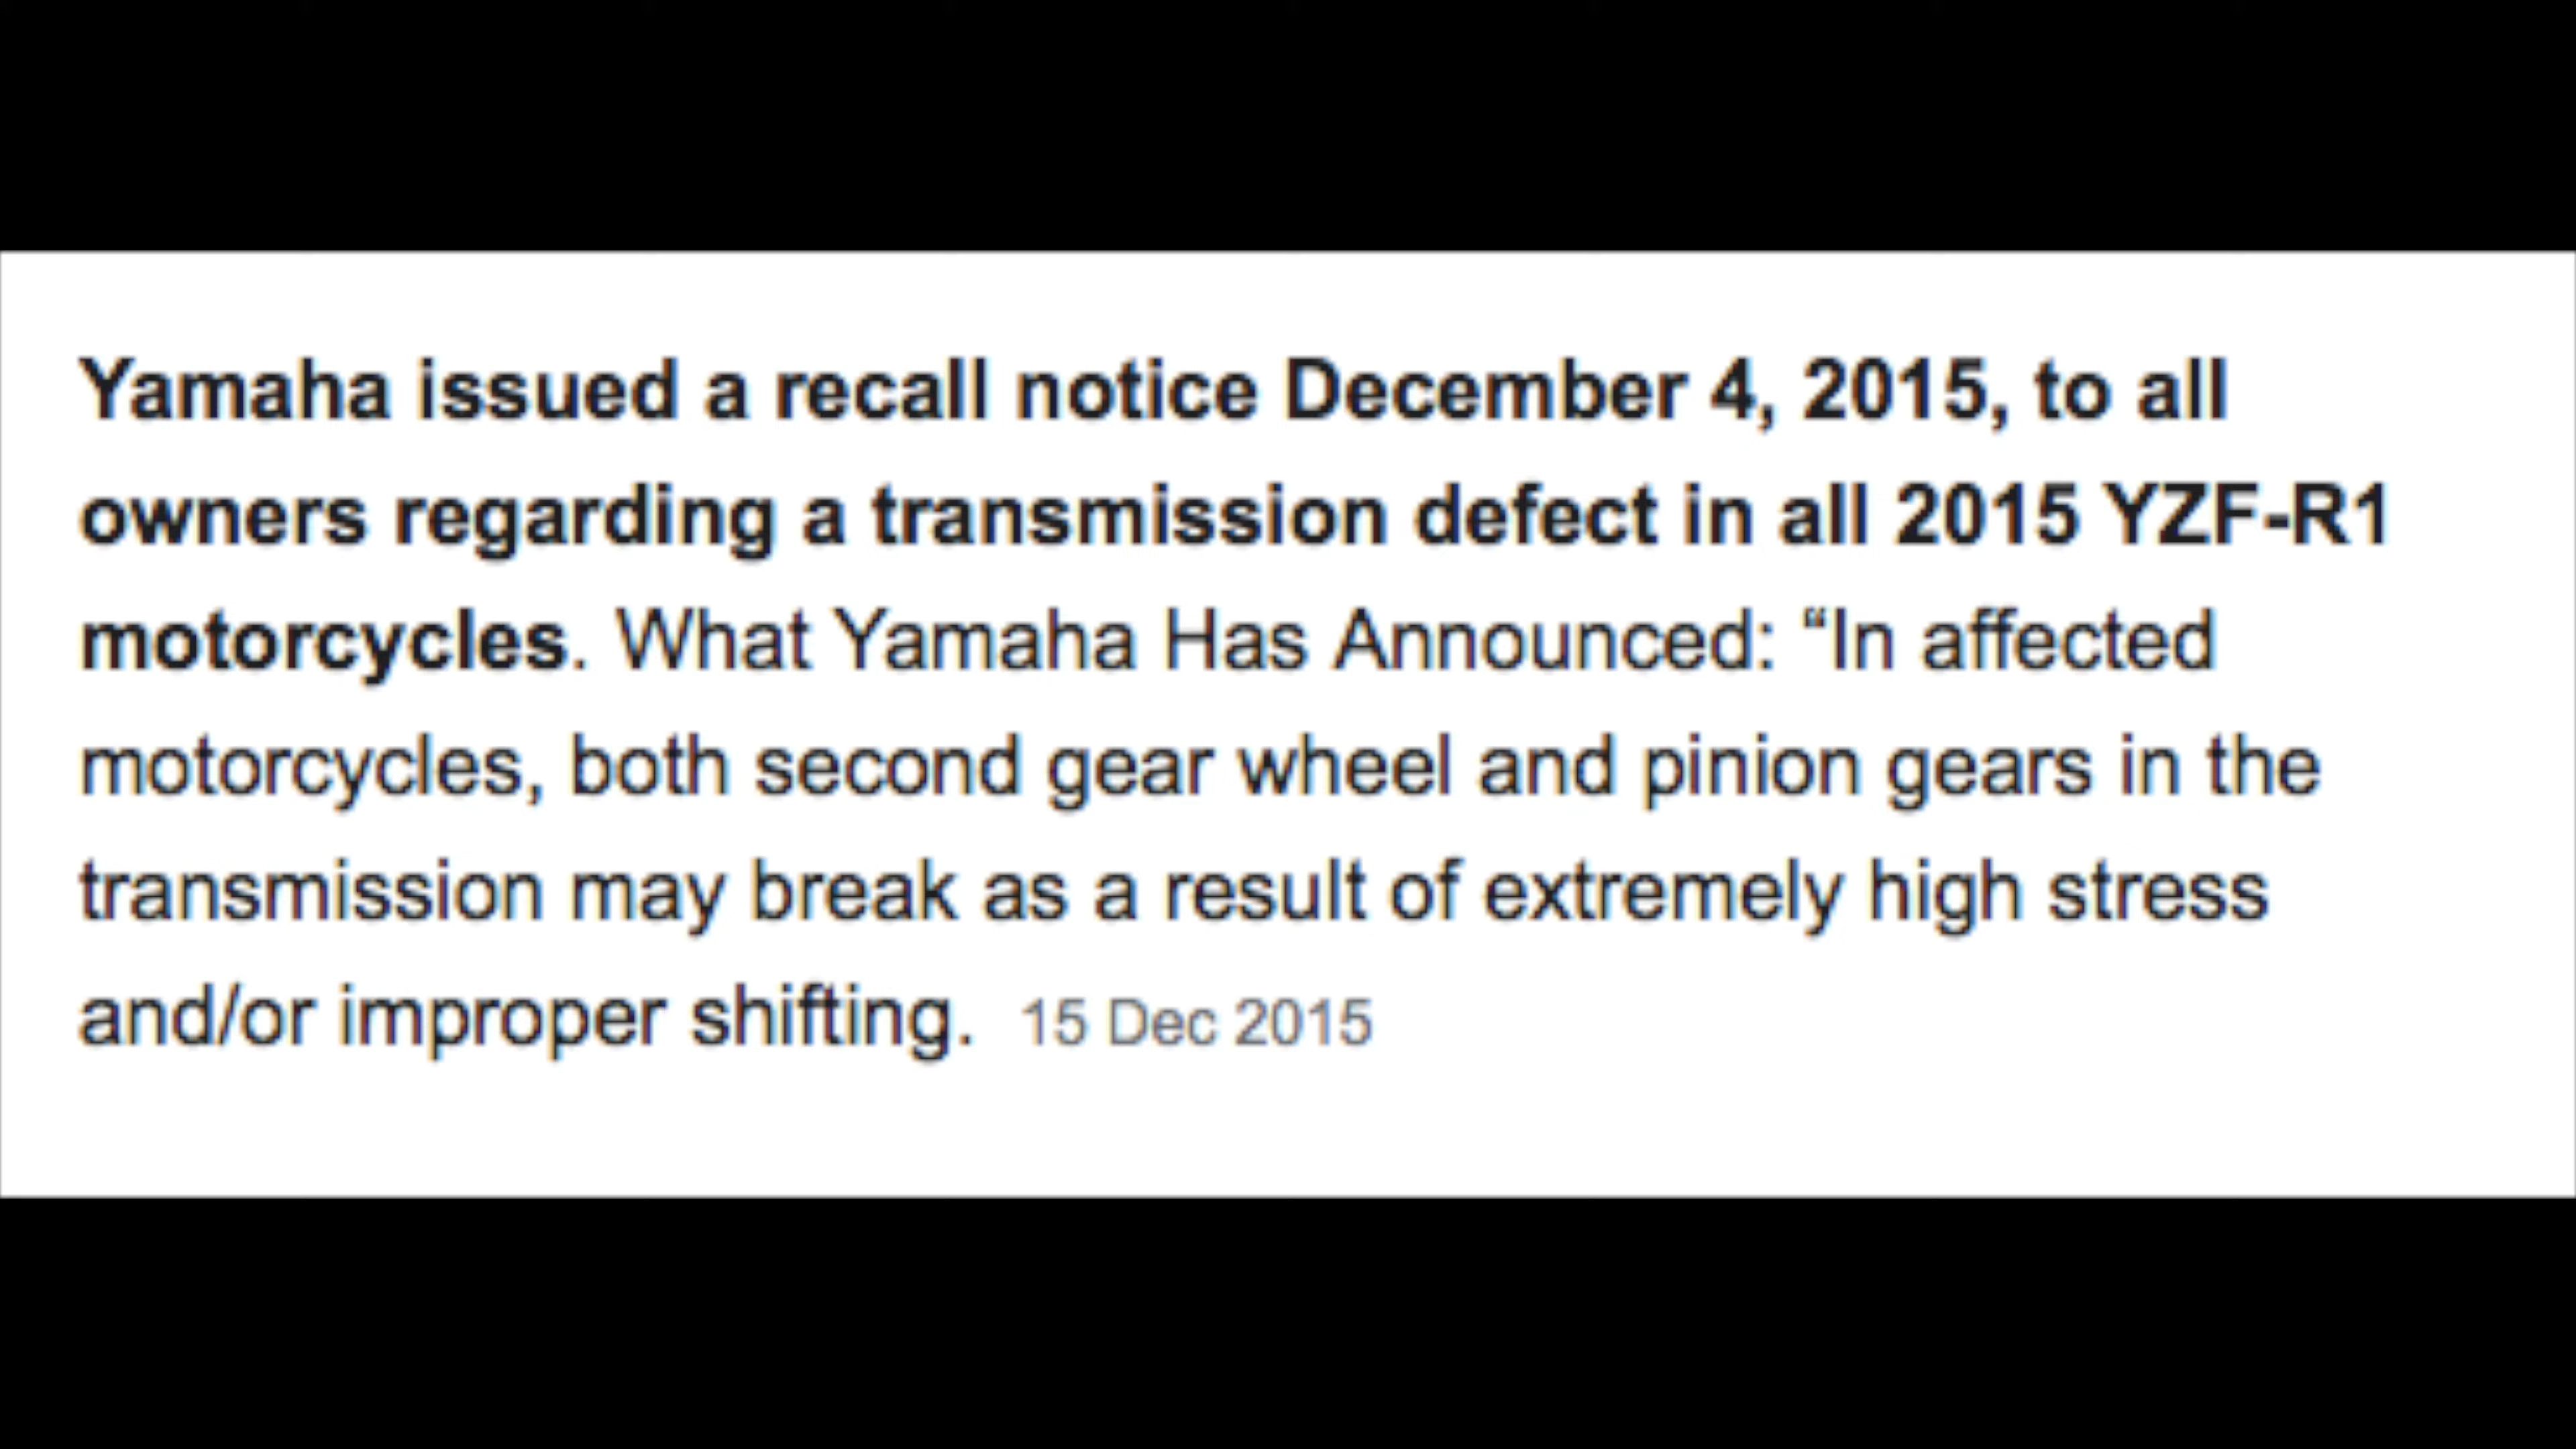 Yamaha issued a recall notice December 4, 2015, to all
owners regarding a transmission defect in all 2015 YZF-R1
motorcycles. What Yamaha Has Announced: “In affected
motorcycles, both second gear wheel and pinion gears in the
transmission may break as a result of extremely high stress
and/or improper shifting. 15 Dec 2015